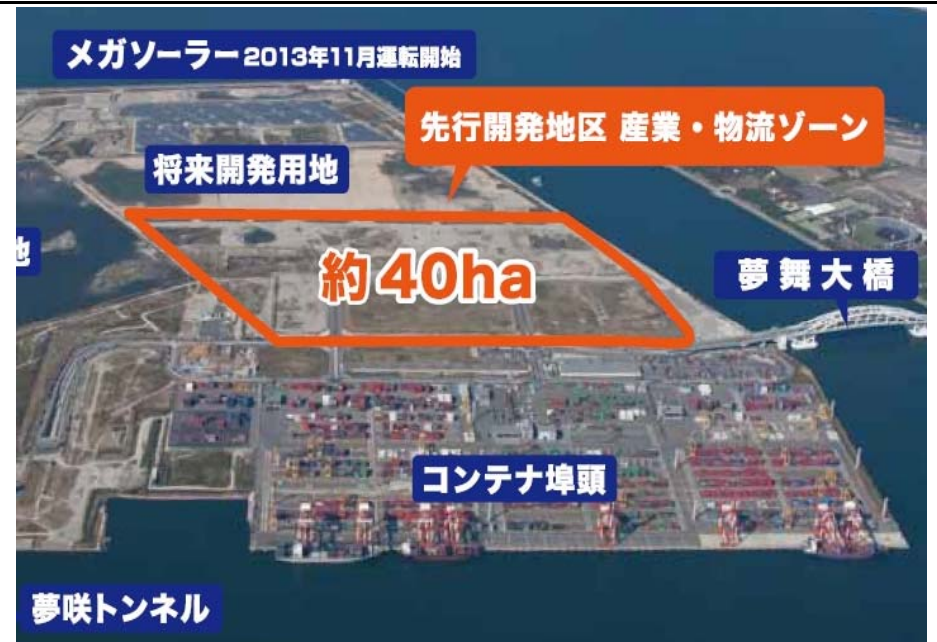 メガソーラー2013年11月運転開始
先行開発地区 産業・物流ゾーン
将来開発用地
地
約40ha
夢舞大橋
コンテナ埠頭
夢咲トンネル